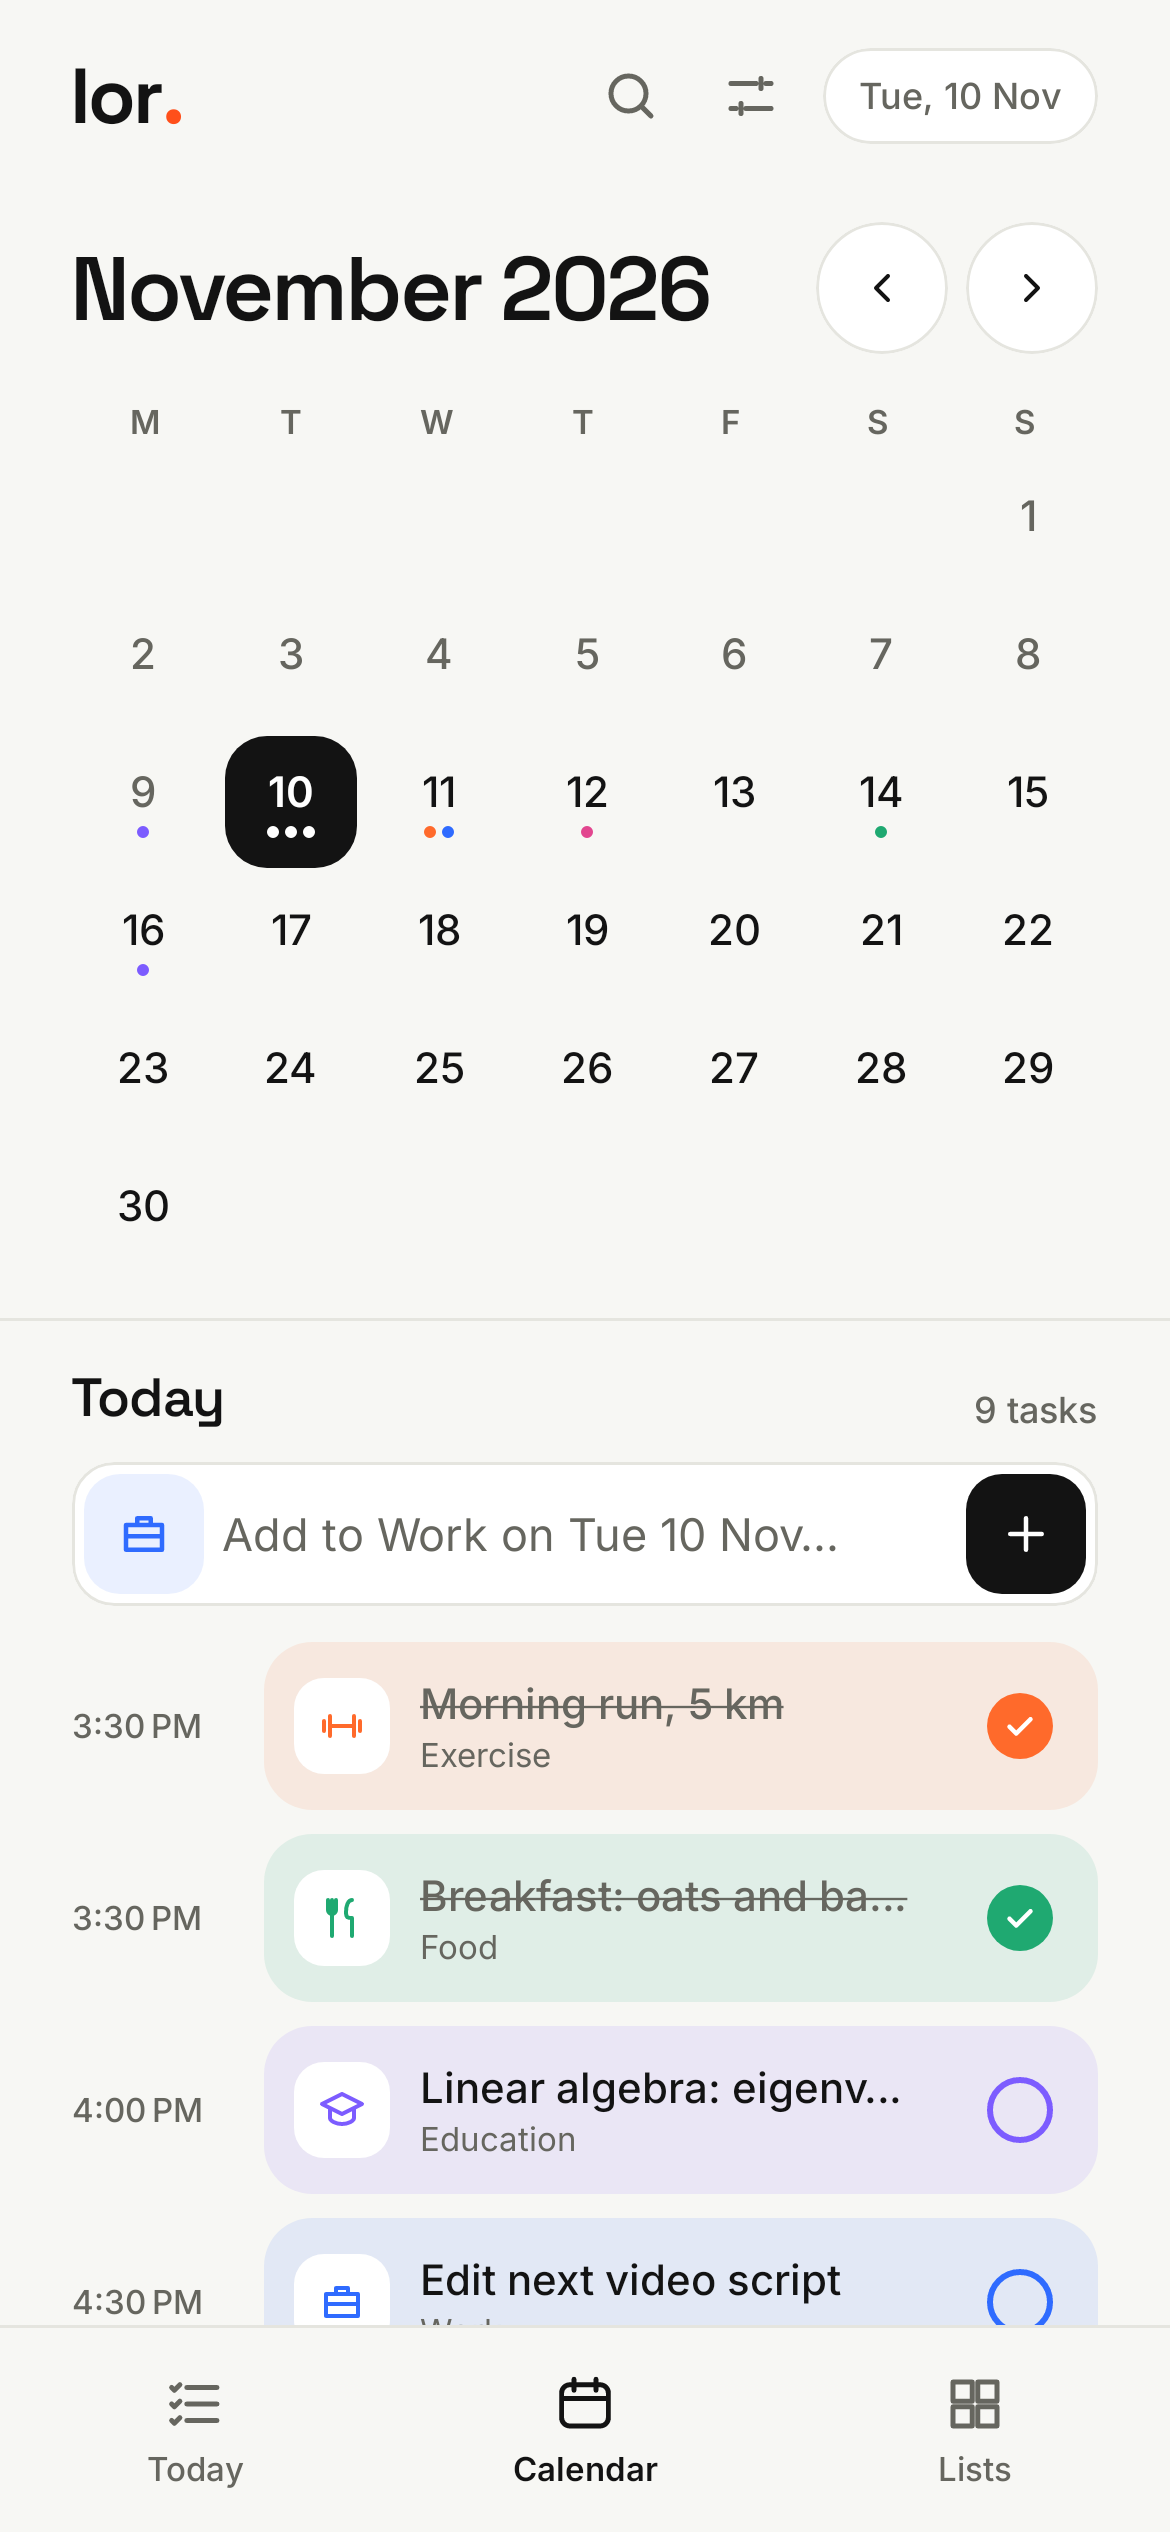 lor.
Tue, 10 Nov
November 2026
M T W T F S S
1
2 3 4 5 6 7 8
9 10 11 12 13 14 15
16 17 18 19 20 21 22
23 24 25 26 27 28 29
30
Today
9 tasks
Add to Work on Tue 10 Nov...
3:30 PM
Morning run, 5 km
Exercise
3:30 PM
Breakfast: oats and ba...
Food
4:00 PM
Linear algebra: eigenv...
Education
4:30 PM
Edit next video script
Today
Calendar
Lists